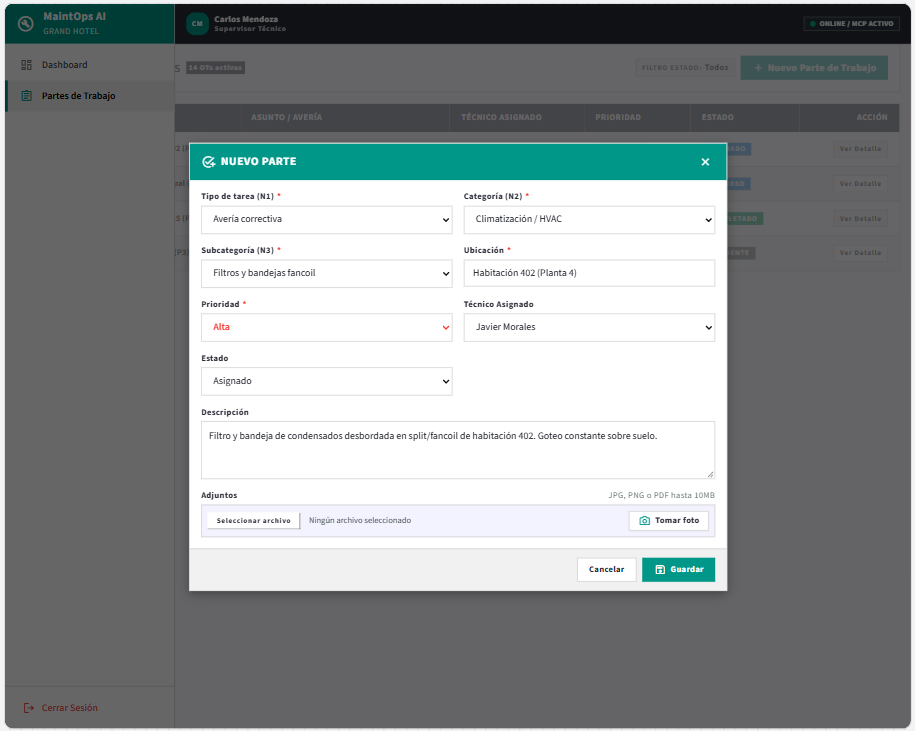 MaintOps AI
GRAND HOTEL
CM
Carlos Mendoza
Supervisor Técnico
ONLINE / MCP ACTIVO
Dashboard
Partes de Trabajo
S 14 OTs activas
FILTRO ESTADO: Todos
+ Nuevo Parte de Trabajo
ASUNTO / AVERÍA TÉCNICO ASIGNADO PRIORIDAD ESTADO ACCIÓN
Ver Detalle
Ver Detalle
Ver Detalle
Ver Detalle
NUEVO PARTE ×
Tipo de tarea (N1) * Categoría (N2) *
Avería correctiva Climatización / HVAC
Subcategoría (N3) * Ubicación *
Filtros y bandejas fancoil Habitación 402 (Planta 4)
Prioridad * Técnico Asignado
Alta Javier Morales
Estado
Asignado
Descripción
Filtro y bandeja de condensados desbordada en split/fancoil de habitación 402. Goteo constante sobre suelo.
Adjuntos JPG, PNG o PDF hasta 10MB
Seleccionar archivo Ningún archivo seleccionado Tomar foto
Cancelar Guardar
Cerrar Sesión